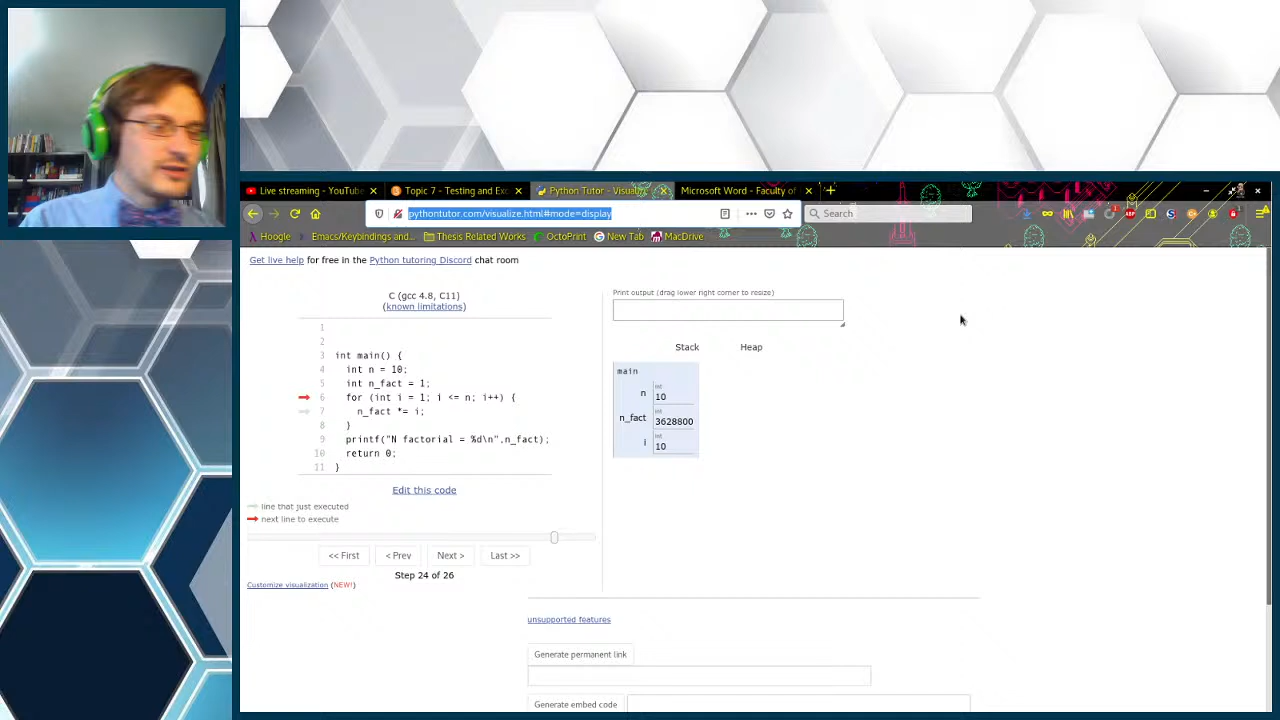 Live streaming - YouTube
Topic 7 - Testing and Exc
Python Tutor - Visualiz
Microsoft Word - Faculty of
pythontutor.com/visualize.html#mode=display
Search
Hoogle
Emacs/Keybindings and...
Thesis Related Works
OctoPrint
New Tab
MacDrive
Get live help for free in the Python tutoring Discord chat room
C (gcc 4.8, C11)
(known limitations)
1
2
3 int main() {
4 int n = 10;
5 int n_fact = 1;
6 for (int i = 1; i <= n; i++) {
7 n_fact *= i;
8 }
9 printf("N factorial = %d\n",n_fact);
10 return 0;
11 }
Edit this code
line that just executed
next line to execute
<< First
< Prev
Next >
Last >>
Step 24 of 26
Customize visualization (NEW!)
Print output (drag lower right corner to resize)
Stack
Heap
main
n int 10
n_fact int 3628800
i int 10
unsupported features
Generate permanent link
Generate embed code